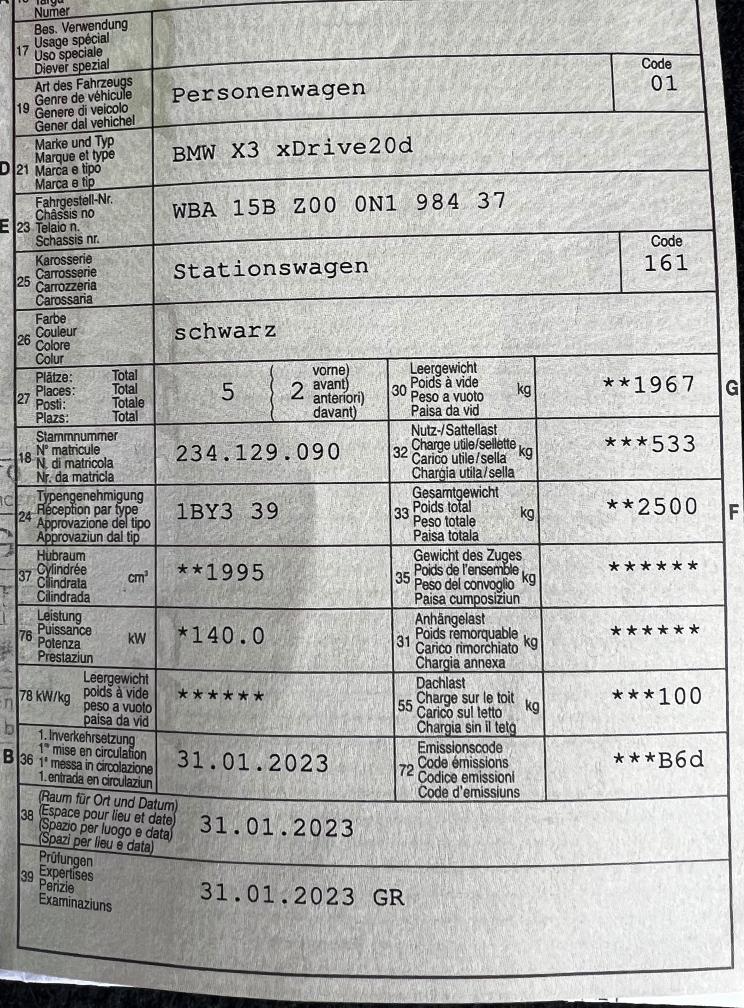 Numer
17 Bes. Verwendung
Usage spécial
Uso speciale
Diever spezial
19 Art des Fahrzeugs
Genre de véhicule
Genere di veicolo
Gener dal vehichel
Personenwagen
Code
01
D 21 Marke und Typ
Marque et type
Marca e tipo
Marca e tip
BMW X3 xDrive20d
E 23 Fahrgestell-Nr.
Châssis no
Telaio n.
Schassis nr.
WBA 15B Z00 0N1 984 37
25 Karosserie
Carrosserie
Carrozzeria
Carossaria
Stationswagen
Code
161
26 Farbe
Couleur
Colore
Colur
schwarz
27 Plätze: Total
Places: Total
Posti: Totale
Plazs: Total
5
2 vorne)
avant)
anteriori)
davant)
30 Leergewicht
Poids à vide
Peso a vuoto
Paisa da vid
kg
**1967
G
18 Stammnummer
N° matricule
N. di matricola
Nr. da matricla
234.129.090
32 Nutz-/Sattellast
Charge utile/sellette
Carico utile/sella
Chargia utila/sella
kg
***533
24 Typengenehmigung
Réception par type
Approvazione del tipo
Approvaziun dal tip
1BY3 39
33 Gesamtgewicht
Poids total
Peso totale
Paisa totala
kg
**2500
F
37 Hubraum
Cylindrée
Cilindrata
Cilindrada
cm³
**1995
35 Gewicht des Zuges
Poids de l'ensemble
Peso del convoglio
Paisa cumposiziun
kg
******
76 Leistung
Puissance
Potenza
Prestaziun
kW
*140.0
31 Anhängelast
Poids remorquable
Carico rimorchiato
Chargia annexa
kg
******
78 kW/kg Leergewicht
poids à vide
peso a vuoto
paisa da vid
******
55 Dachlast
Charge sur le toit
Carico sul tetto
Chargia sin il tetg
kg
***100
B 36 1. Inverkehrsetzung
1re mise en circulation
1a messa in circolazione
1. entrada en circulaziun
31.01.2023
72 Emissionscode
Code émissions
Codice emissioni
Code d'emissiuns
***B6d
38 (Raum für Ort und Datum)
(Espace pour lieu et date)
(Spazio per luogo e data)
(Spazi per lieu e data)
31.01.2023
39 Prüfungen
Expertises
Perizie
Examinaziuns
31.01.2023 GR